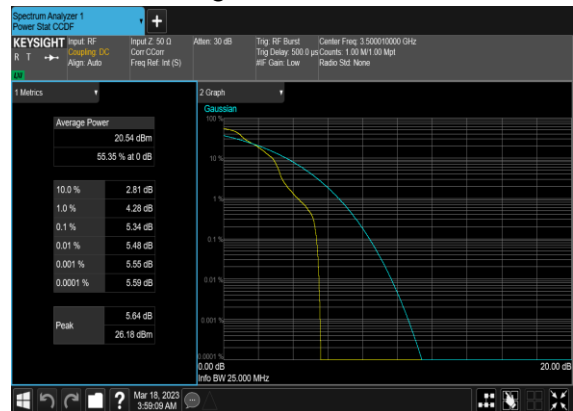 Spectrum Analyzer 1
Power Stat CCDF
+
KEYSIGHT
R T
LW
Input: RF
Coupling: DC
Align: Auto
Input Z: 50 Ω
Corr CCorr
Freq Ref: Int (S)
Atten: 30 dB
Trig: RF Burst
Trig Delay: 500.0 µs
#IF Gain: Low
Center Freq: 3.500010000 GHz
Counts: 1.00 M/1.00 Mpt
Radio Std: None
1 Metrics
Average Power
20.54 dBm
55.35 % at 0 dB
10.0 % 2.81 dB
1.0 % 4.28 dB
0.1 % 5.34 dB
0.01 % 5.48 dB
0.001 % 5.55 dB
0.0001 % 5.59 dB
Peak
5.64 dB
26.18 dBm
2 Graph
Gaussian
100 %
10 %
1 %
0.1 %
0.01 %
0.001 %
0.0001 %
0.00 dB 20.00 dB
Info BW 25.000 MHz
?
Mar 18, 2023
3:59:09 AM